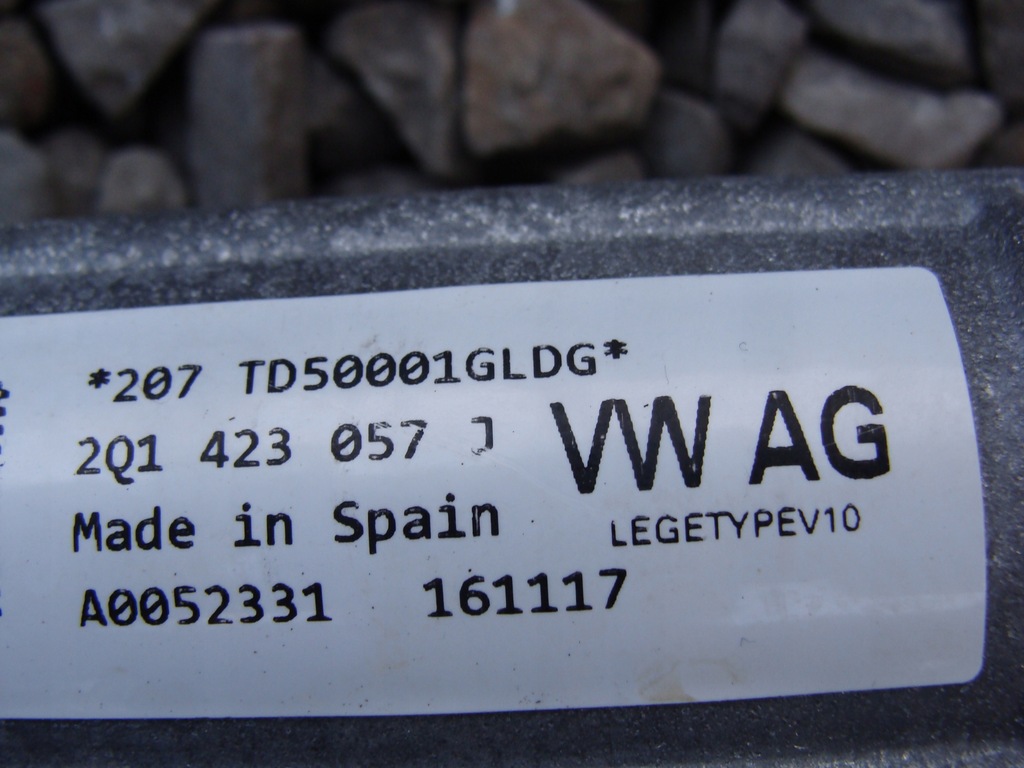 *207 TD50001GLDG*
2Q1 423 057 J
VW AG
Made in Spain
LEGETYPEV10
A0052331 161117